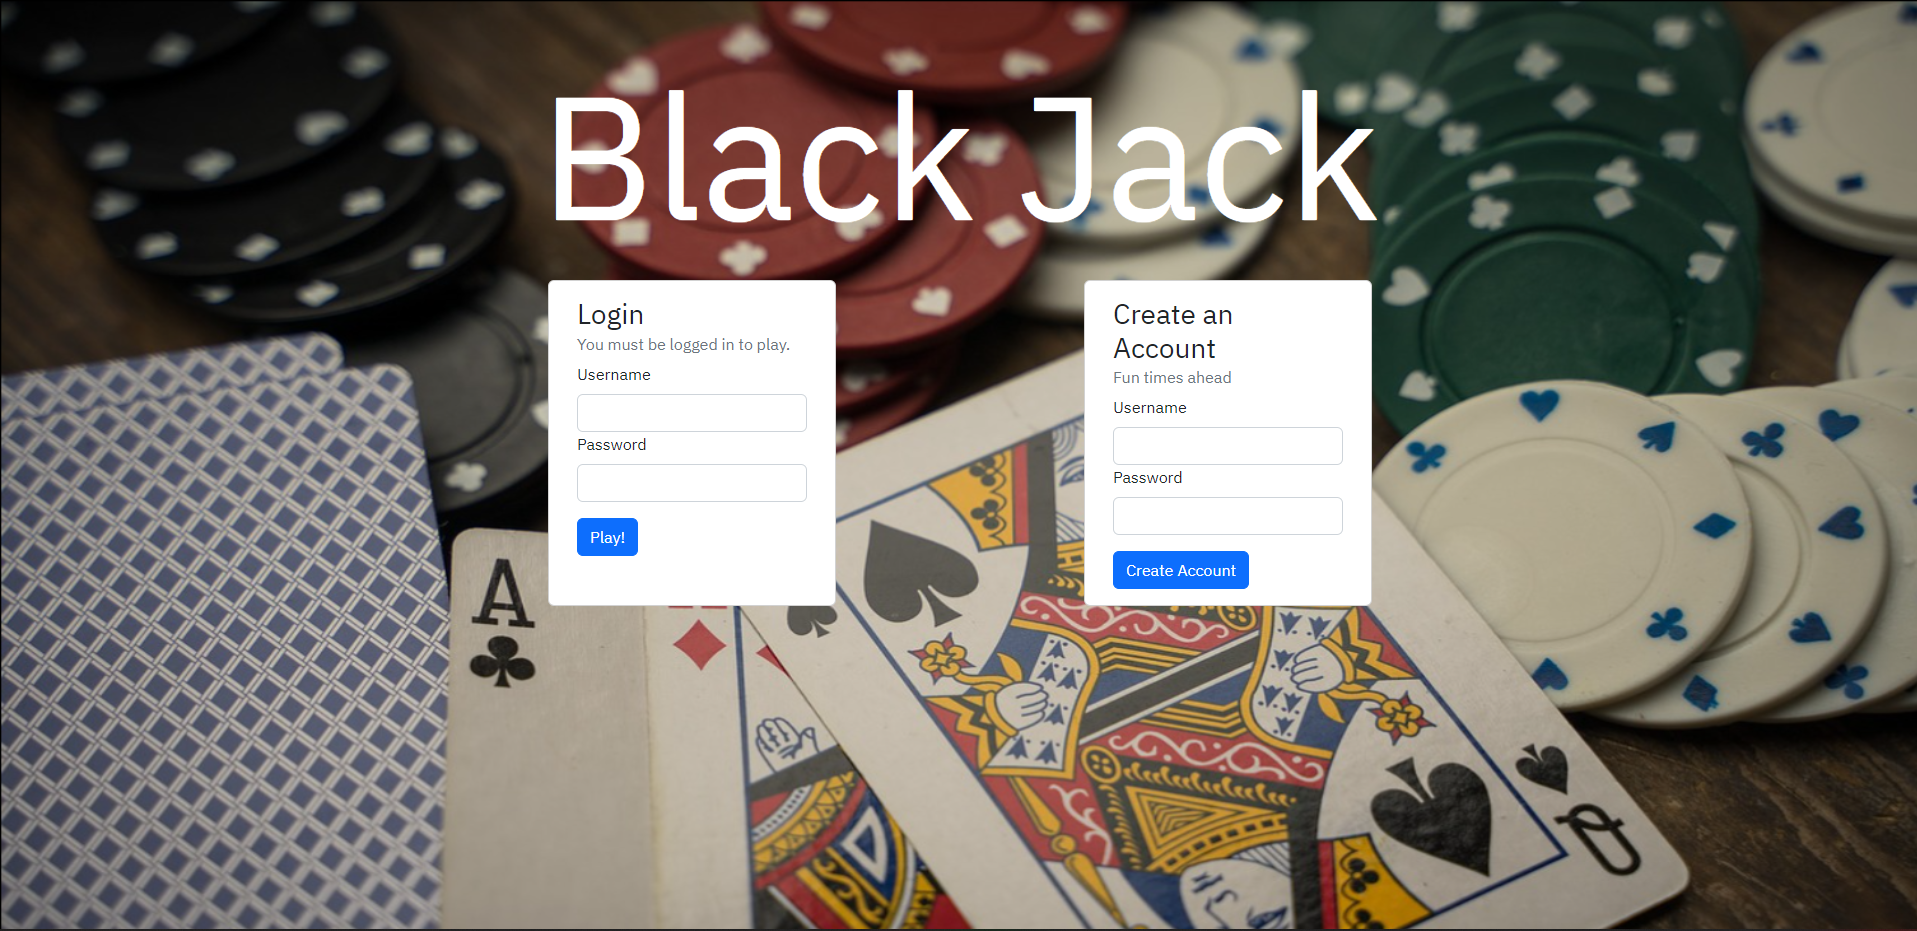 Black Jack
Login
You must be logged in to play.
Username
Password
Play!
Create an
Account
Fun times ahead
Username
Password
Create Account
A
Q